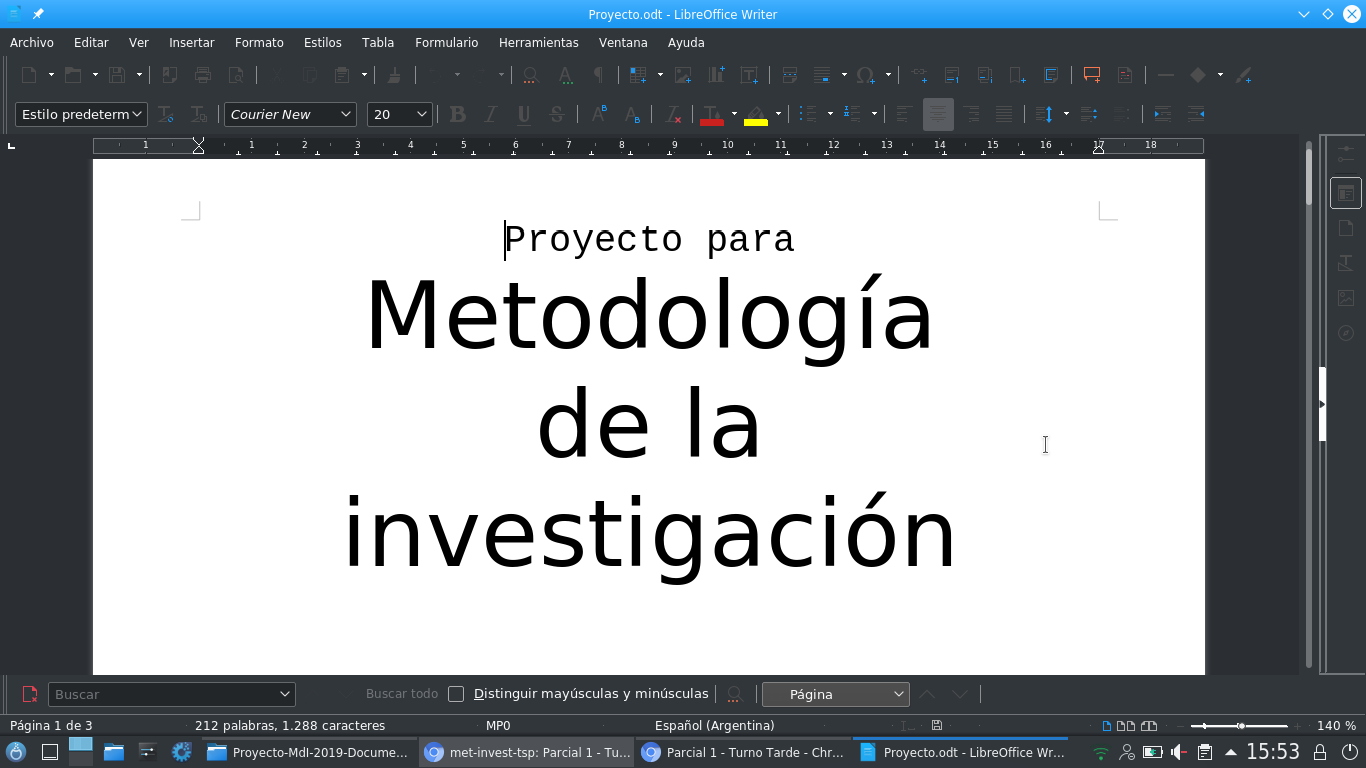 Proyecto.odt - LibreOffice Writer
Archivo Editar Ver Insertar Formato Estilos Tabla Formulario Herramientas Ventana Ayuda
Estilo predeterm Courier New 20
1 1 2 3 4 5 6 7 8 9 10 11 12 13 14 15 16 17 18
Proyecto para
Metodología
de la
investigación
Buscar Buscar todo Distinguir mayúsculas y minúsculas Página
Página 1 de 3 212 palabras, 1.288 caracteres MP0 Español (Argentina) 140 %
Proyecto-MdI-2019-Docume... met-invest-tsp: Parcial 1 - Tu... Parcial 1 - Turno Tarde - Chr... Proyecto.odt - LibreOffice Wr... 15:53